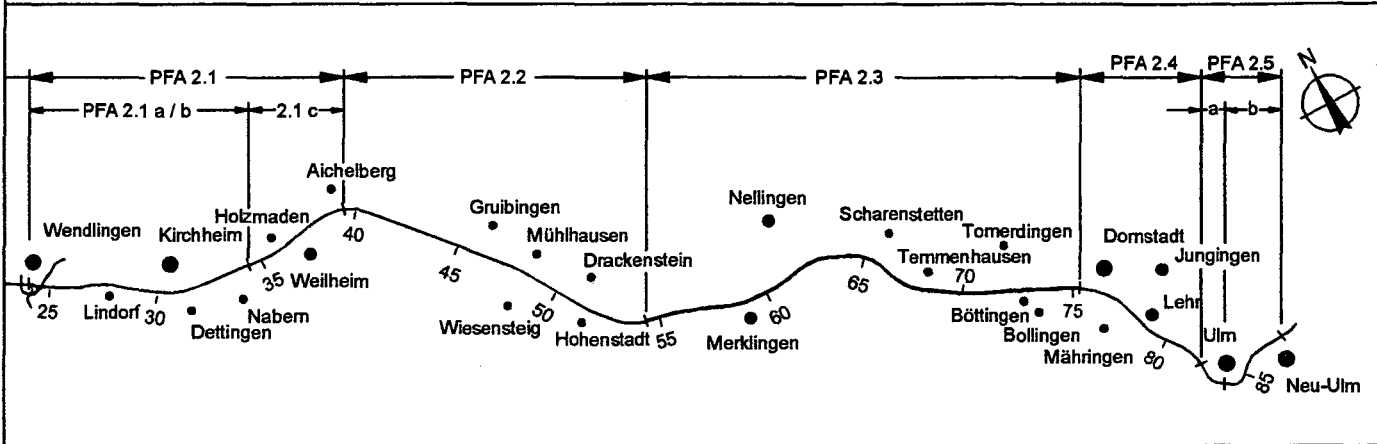 PFA 2.1
PFA 2.2
PFA 2.3
PFA 2.4
PFA 2.5
N
PFA 2.1 a / b
2.1 c
a
b
Aichelberg
Wendlingen
Kirchheim
Holzmaden
Weilheim
Lindorf
Dettingen
Nabern
25
30
35
40
Gruibingen
Mühlhausen
Drackenstein
Wiesensteig
Hohenstadt
45
50
55
Nellingen
Merklingen
60
Scharenstetten
Temmenhausen
Tomerdingen
65
70
Böttingen
Bollingen
Mähringen
75
Dornstadt
Jungingen
Lehr
80
Ulm
85
Neu-Ulm